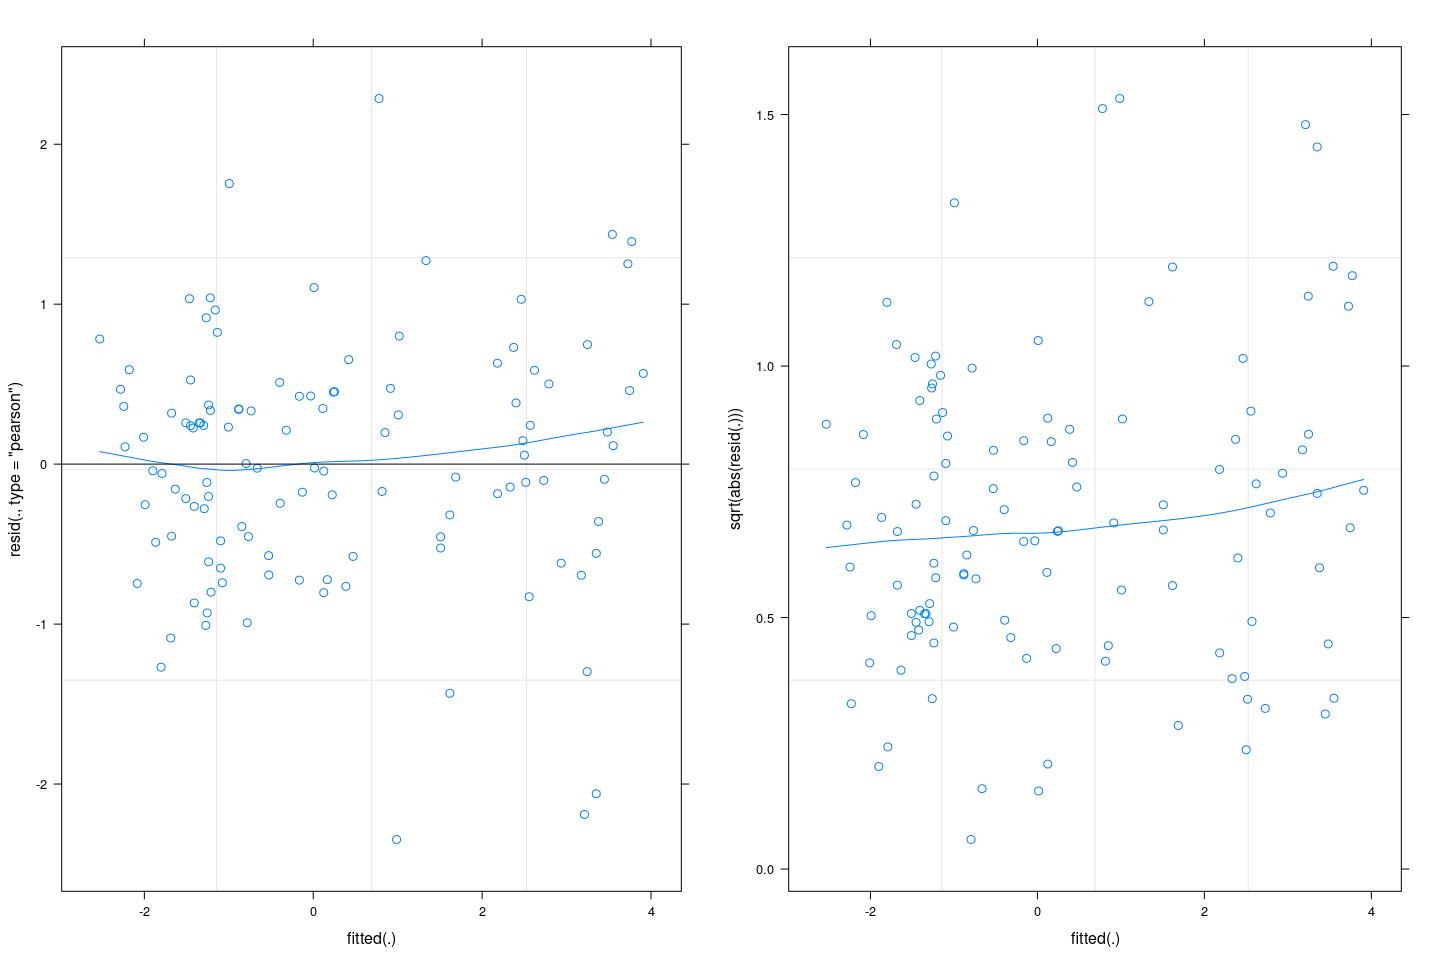 resid(., type = "pearson")
2
1
0
-1
-2
-2 0 2 4
fitted(.)
sqrt(abs(resid(.)))
1.5
1.0
0.5
0.0
-2 0 2 4
fitted(.)